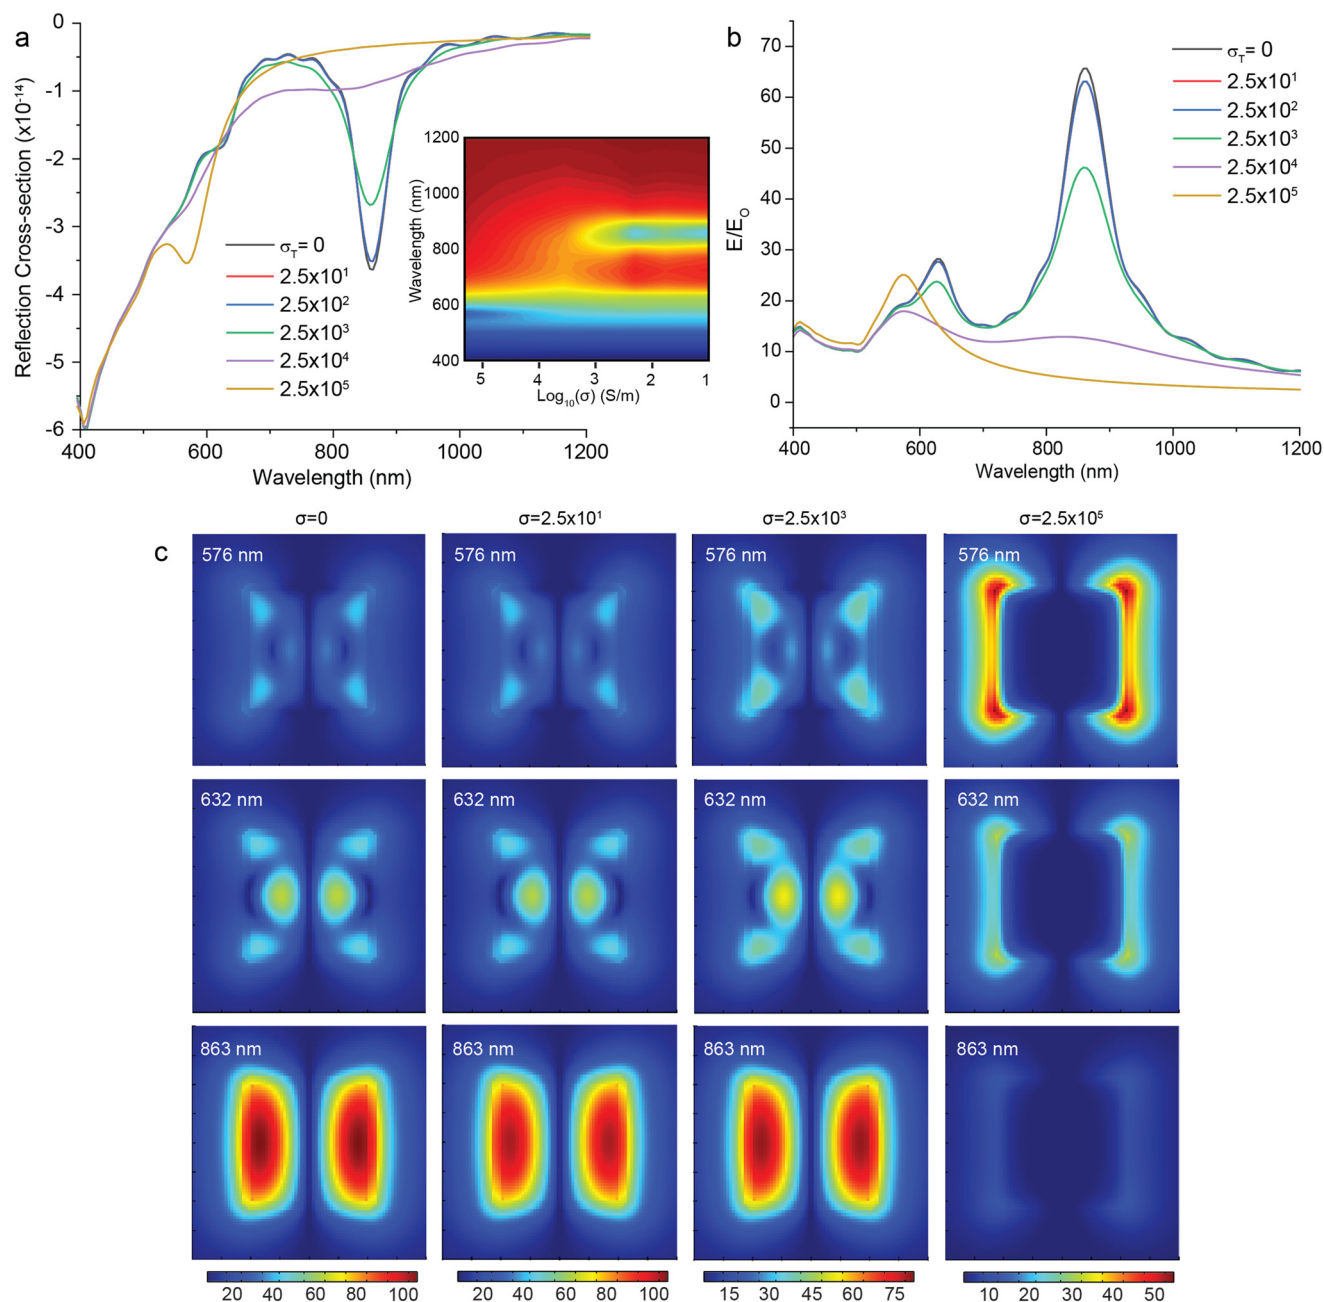 a
0
-1
-2
-3
-4
-5
-6
Reflection Cross-section (x10⁻¹⁴)
400
600
800
1000
1200
Wavelength (nm)
σ_T= 0
2.5x10¹
2.5x10²
2.5x10³
2.5x10⁴
2.5x10⁵
1200
1000
800
600
400
Wavelength (nm)
5
4
3
2
1
Log₁₀(σ) (S/m)
b
70
60
50
40
30
20
10
0
E/E_O
400
600
800
1000
1200
Wavelength (nm)
σ_T= 0
2.5x10¹
2.5x10²
2.5x10³
2.5x10⁴
2.5x10⁵
c
σ=0
σ=2.5x10¹
σ=2.5x10³
σ=2.5x10⁵
576 nm
576 nm
576 nm
576 nm
632 nm
632 nm
632 nm
632 nm
863 nm
863 nm
863 nm
863 nm
20 40 60 80 100
20 40 60 80 100
15 30 45 60 75
10 20 30 40 50